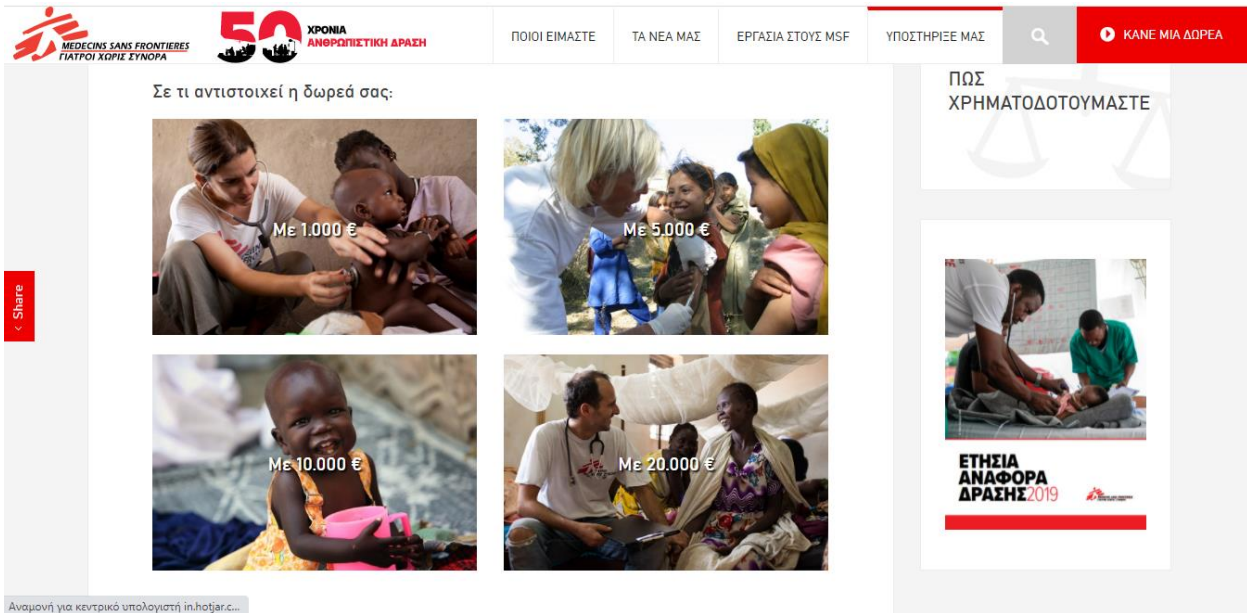 MEDECINS SANS FRONTIERES
ΓΙΑΤΡΟΙ ΧΩΡΙΣ ΣΥΝΟΡΑ
50 ΧΡΟΝΙΑ
ΑΝΘΡΩΠΙΣΤΙΚΗ ΔΡΑΣΗ
ΠΟΙΟΙ ΕΙΜΑΣΤΕ
ΤΑ ΝΕΑ ΜΑΣ
ΕΡΓΑΣΙΑ ΣΤΟΥΣ MSF
ΥΠΟΣΤΗΡΙΞΕ ΜΑΣ
ΚΑΝΕ ΜΙΑ ΔΩΡΕΑ
Σε τι αντιστοιχεί η δωρεά σας:
Με 1.000 €
Με 5.000 €
Με 10.000 €
Με 20.000 €
ΠΩΣ
ΧΡΗΜΑΤΟΔΟΤΟΥΜΑΣΤΕ
ΕΤΗΣΙΑ
ΑΝΑΦΟΡΑ
ΔΡΑΣΗΣ2019
< Share
Αναμονή για κεντρικό υπολογιστή in.hotjar.c...